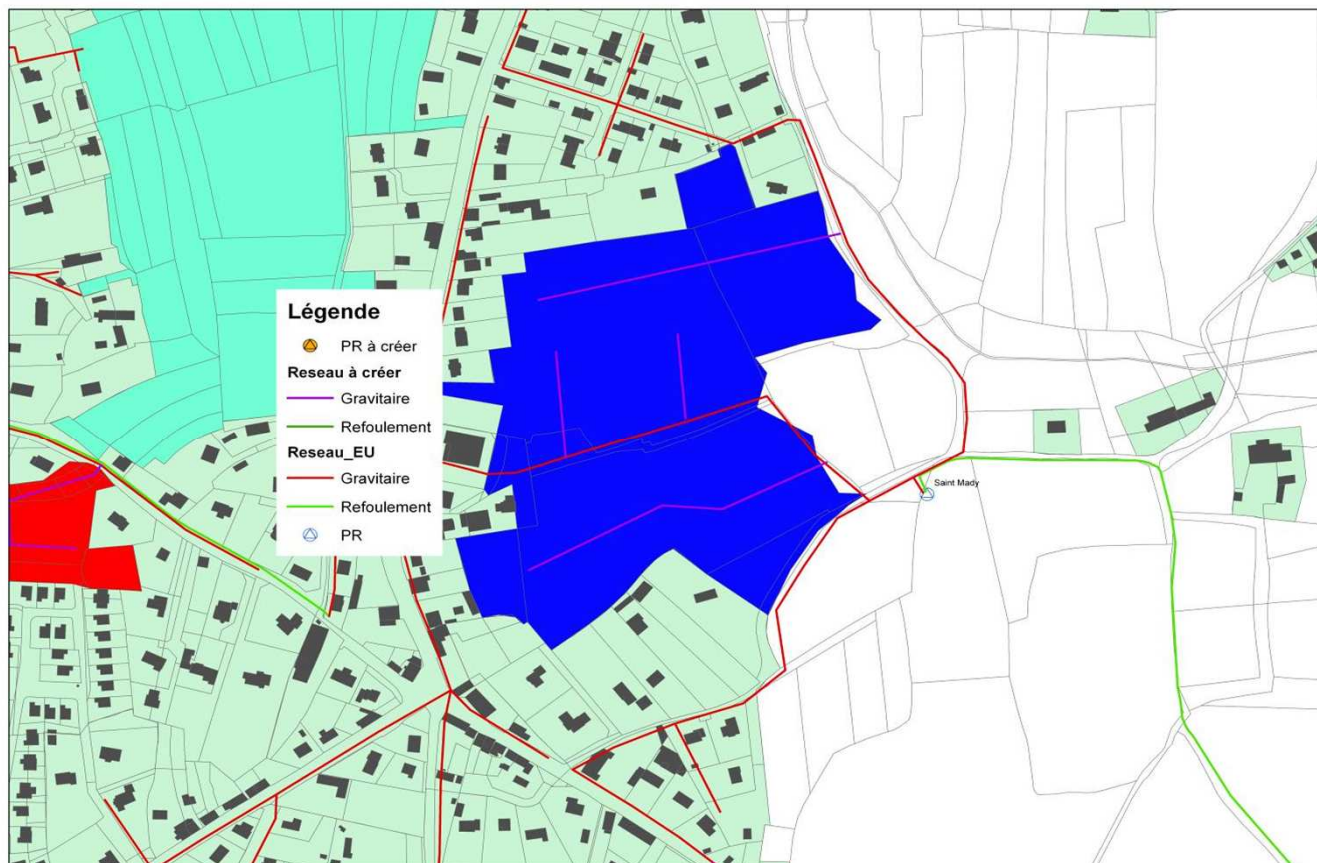 Légende
PR à créer
Reseau à créer
Gravitaire
Refoulement
Reseau_EU
Gravitaire
Refoulement
PR
Saint Mady